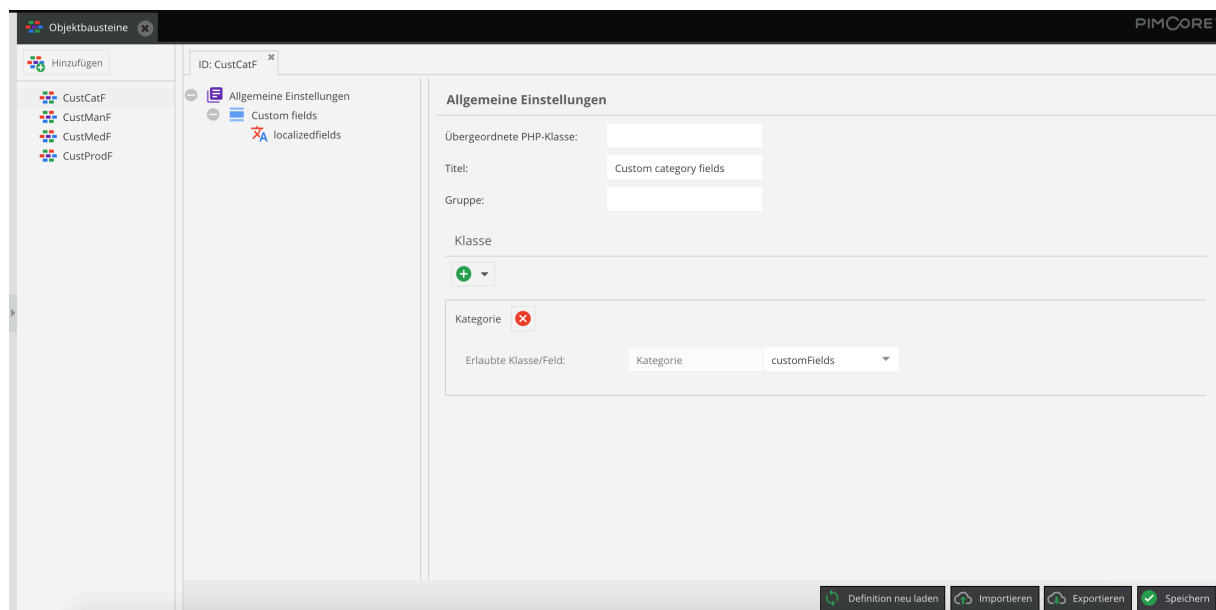 Objektbausteine
PIMCORE
Hinzufügen
CustCatF
CustManF
CustMedF
CustProdF
ID: CustCatF
Allgemeine Einstellungen
Custom fields
localizedfields
Allgemeine Einstellungen
Übergeordnete PHP-Klasse:
Titel: Custom category fields
Gruppe:
Klasse
Kategorie
Erlaubte Klasse/Feld: Kategorie customFields
Definition neu laden Importieren Exportieren Speichern